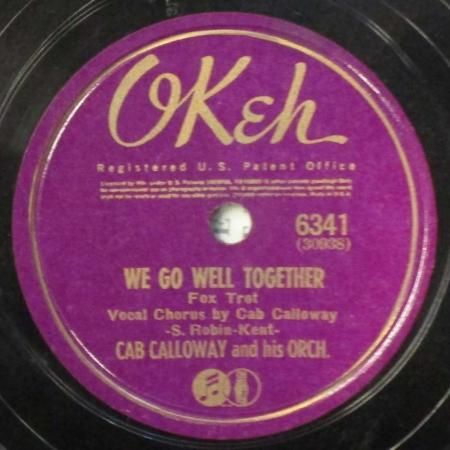 OKeh
Registered U.S. Patent Office
6341
(30938)
WE GO WELL TOGETHER
Fox Trot
Vocal Chorus by Cab Calloway
-S. Robin-Kent-
CAB CALLOWAY and his ORCH.